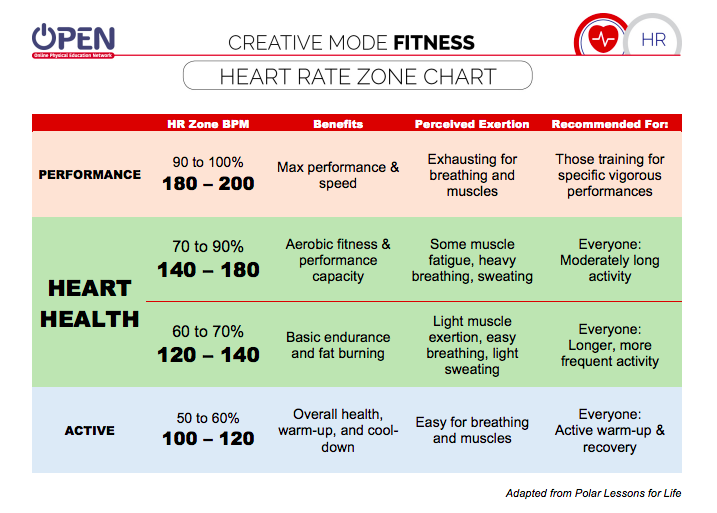 OPEN
Online Physical Education Network
CREATIVE MODE FITNESS
HR
HEART RATE ZONE CHART
HR Zone BPM Benefits Perceived Exertion Recommended For:
PERFORMANCE
90 to 100%
180 – 200
Max performance &
speed
Exhausting for
breathing and
muscles
Those training for
specific vigorous
performances
HEART
HEALTH
70 to 90%
140 – 180
Aerobic fitness &
performance
capacity
Some muscle
fatigue, heavy
breathing, sweating
Everyone:
Moderately long
activity
60 to 70%
120 – 140
Basic endurance
and fat burning
Light muscle
exertion, easy
breathing, light
sweating
Everyone:
Longer, more
frequent activity
ACTIVE
50 to 60%
100 – 120
Overall health,
warm-up, and cool-
down
Easy for breathing
and muscles
Everyone:
Active warm-up &
recovery
Adapted from Polar Lessons for Life